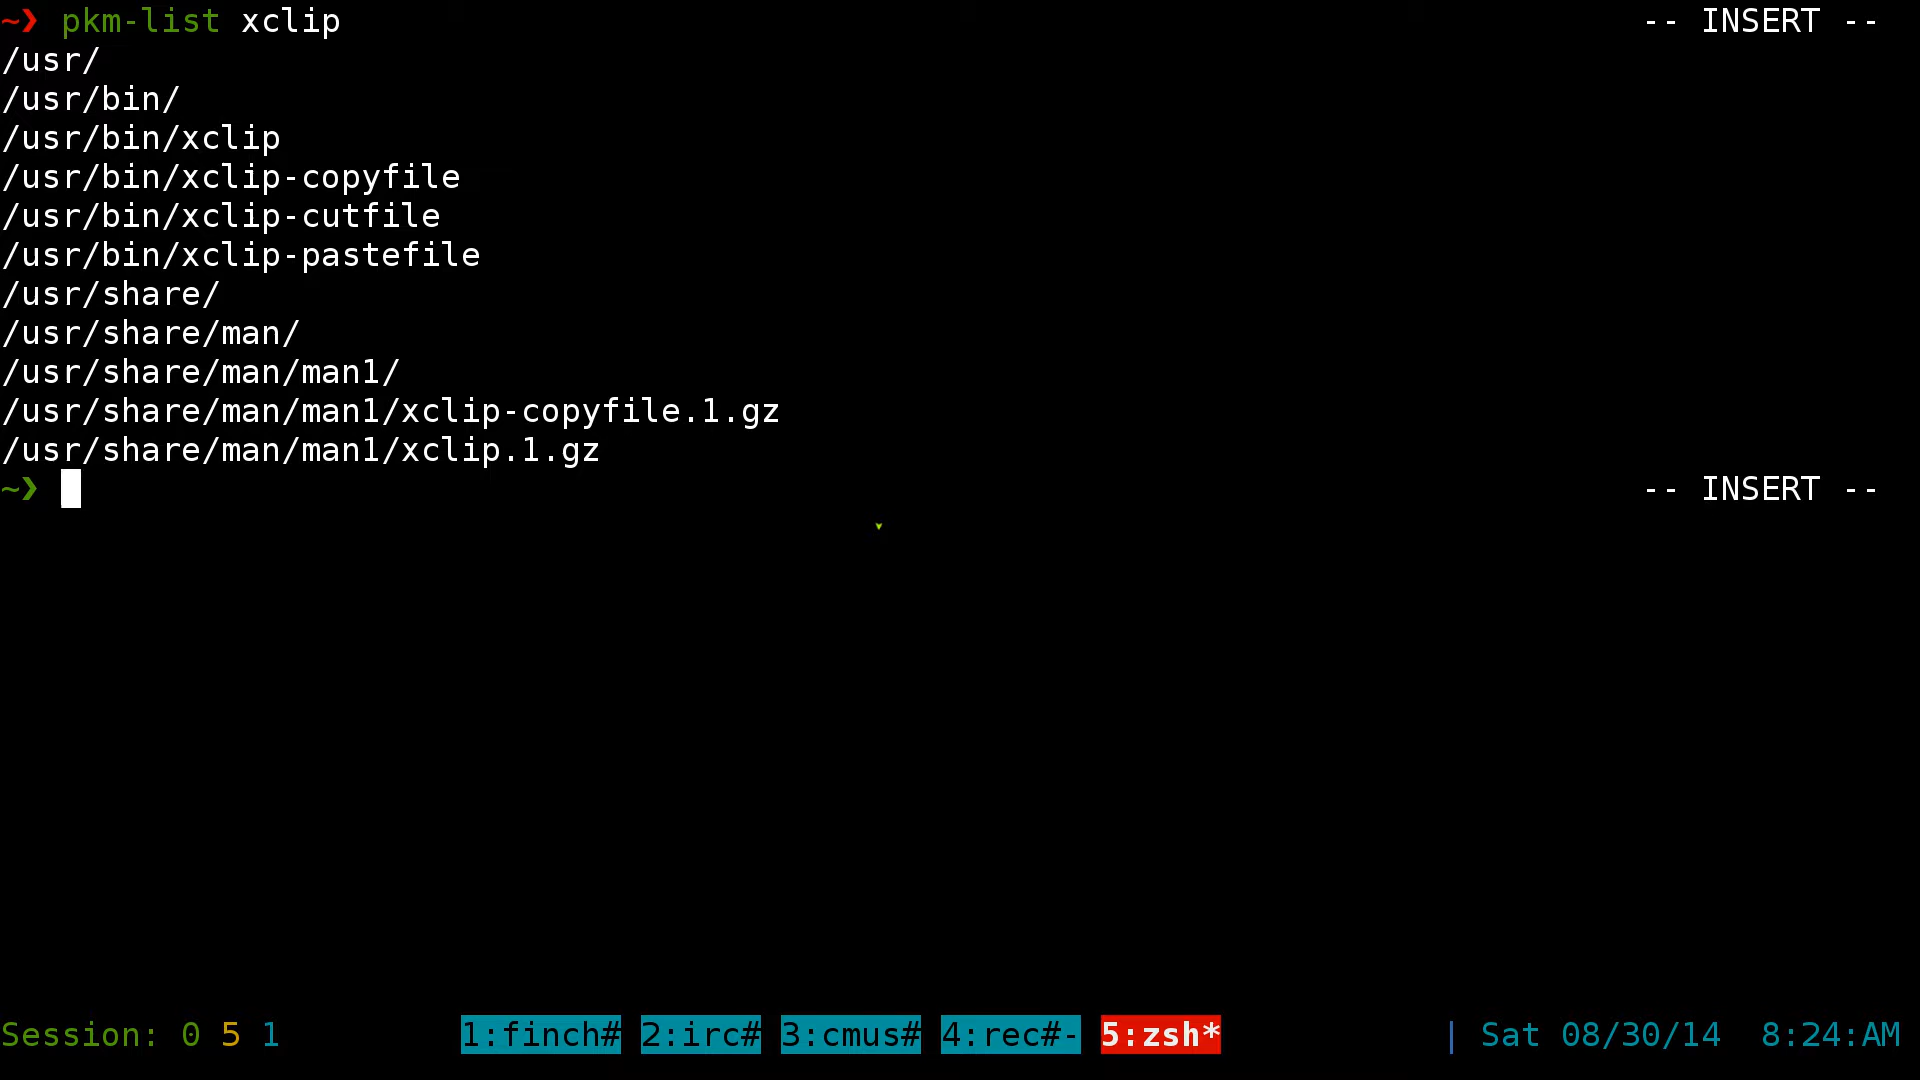 ~❯ pkm-list xclip -- INSERT --
/usr/
/usr/bin/
/usr/bin/xclip
/usr/bin/xclip-copyfile
/usr/bin/xclip-cutfile
/usr/bin/xclip-pastefile
/usr/share/
/usr/share/man/
/usr/share/man/man1/
/usr/share/man/man1/xclip-copyfile.1.gz
/usr/share/man/man1/xclip.1.gz
~❯ -- INSERT --
Session: 0 5 1 1:finch# 2:irc# 3:cmus# 4:rec#- 5:zsh* | Sat 08/30/14 8:24:AM